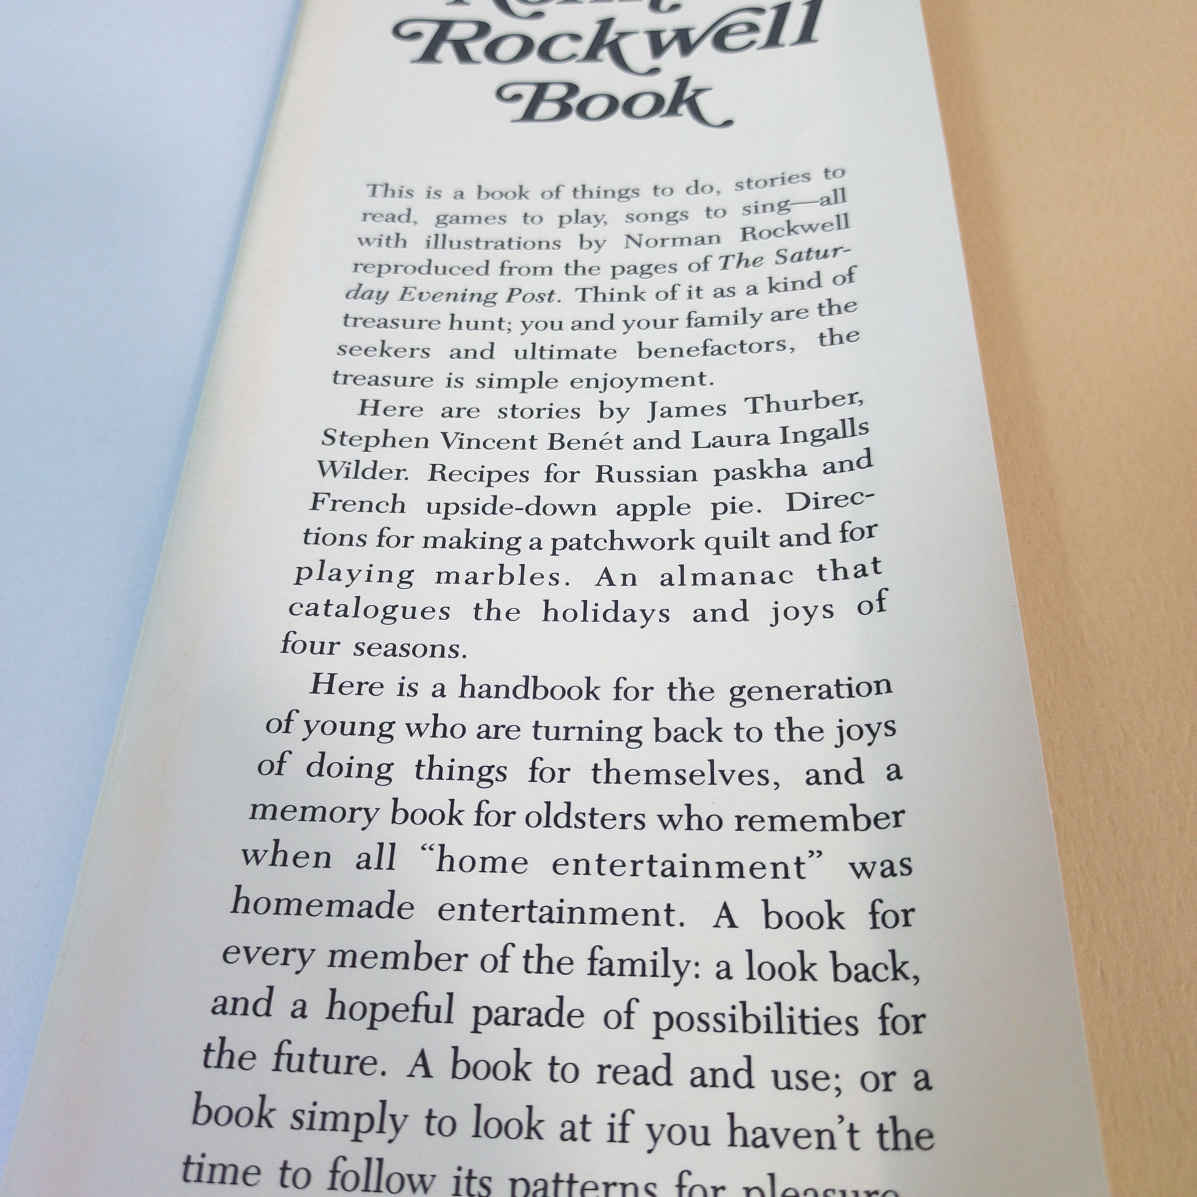 Rockwell
Book
This is a book of things to do, stories to
read, games to play, songs to sing—all
with illustrations by Norman Rockwell
reproduced from the pages of The Satur-
day Evening Post. Think of it as a kind of
treasure hunt; you and your family are the
seekers and ultimate benefactors, the
treasure is simple enjoyment.
Here are stories by James Thurber,
Stephen Vincent Benét and Laura Ingalls
Wilder. Recipes for Russian paskha and
French upside-down apple pie. Direc-
tions for making a patchwork quilt and for
playing marbles. An almanac that
catalogues the holidays and joys of
four seasons.
Here is a handbook for the generation
of young who are turning back to the joys
of doing things for themselves, and a
memory book for oldsters who remember
when all “home entertainment” was
homemade entertainment. A book for
every member of the family: a look back,
and a hopeful parade of possibilities for
the future. A book to read and use; or a
book simply to look at if you haven’t the
time to follow its patterns for pleasure